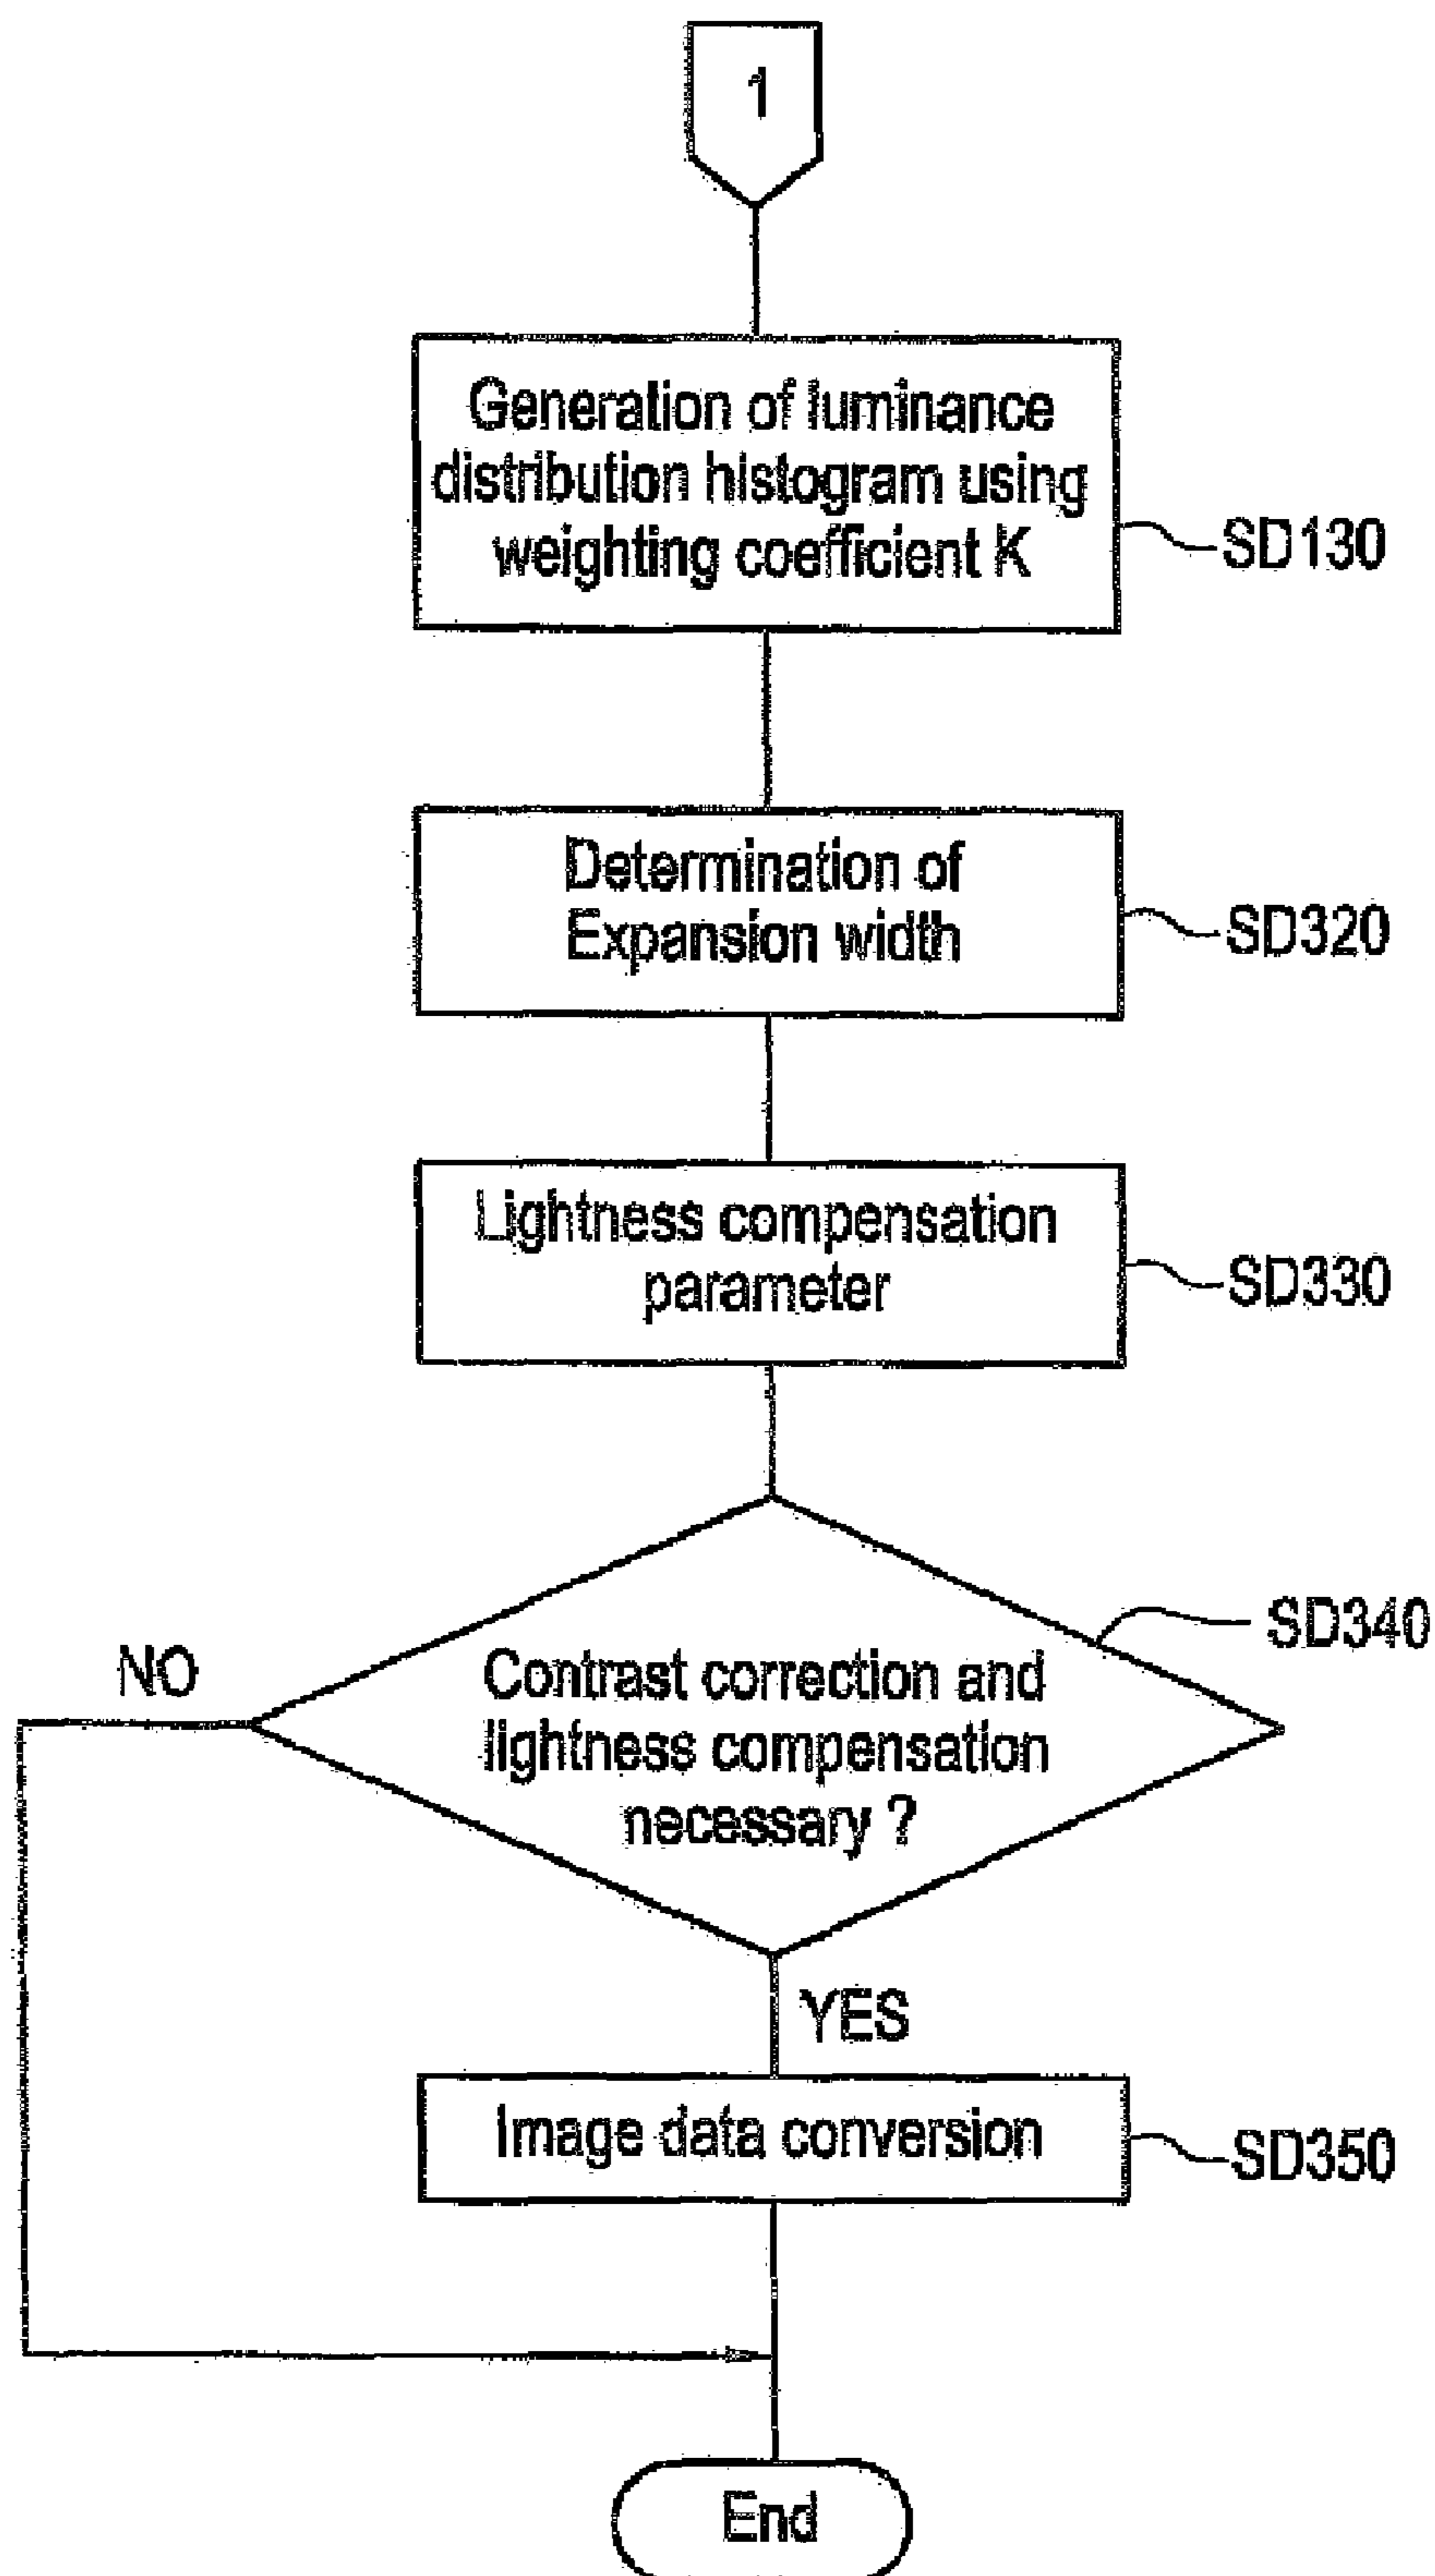 1
Generation of luminance
distribution histogram using
weighting coefficient K
SD130
Determination of
Expansion width
SD320
Lightness compensation
parameter
SD330
SD340
NO
Contrast correction and
lightness compensation
necessary ?
YES
Image data conversion
SD350
End